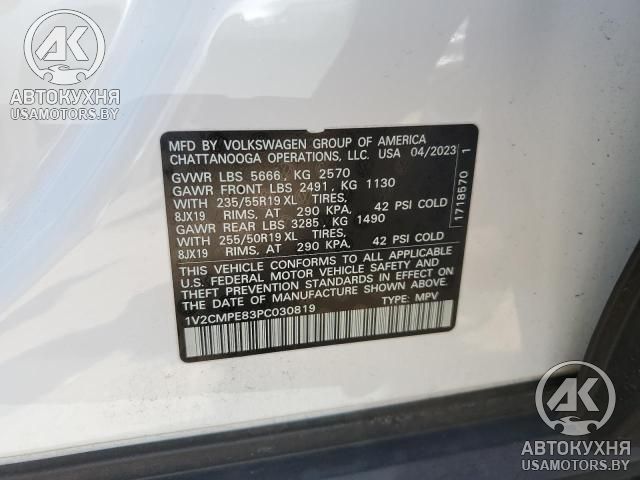 AK
АВТОКУХНЯ
USAMOTORS.BY
MFD BY VOLKSWAGEN GROUP OF AMERICA
CHATTANOOGA OPERATIONS, LLC. USA 04/2023
GVWR LBS 5666, KG 2570
GAWR FRONT LBS 2491, KG 1130
WITH 235/55R19 XL TIRES,
8JX19 RIMS, AT 290 KPA, 42 PSI COLD
GAWR REAR LBS 3285, KG 1490
WITH 255/50R19 XL TIRES,
8JX19 RIMS, AT 290 KPA, 42 PSI COLD
THIS VEHICLE CONFORMS TO ALL APPLICABLE
U.S. FEDERAL MOTOR VEHICLE SAFETY AND
THEFT PREVENTION STANDARDS IN EFFECT ON
THE DATE OF MANUFACTURE SHOWN ABOVE.
1V2CMPE83PC030819 TYPE: MPV
1718570 1
AK
АВТОКУХНЯ
USAMOTORS.BY